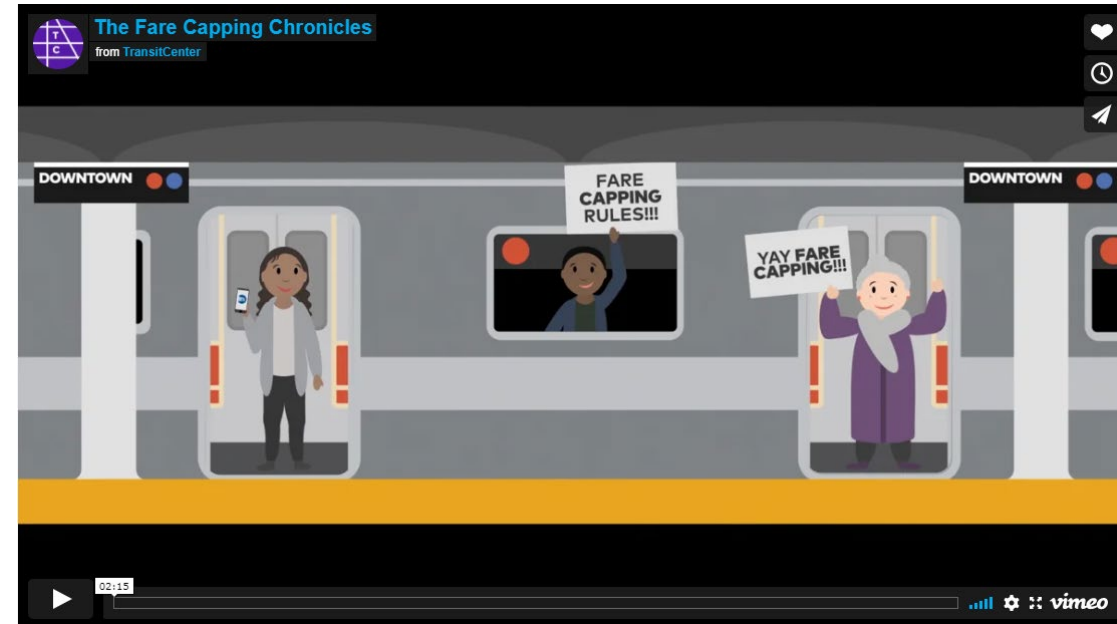 The Fare Capping Chronicles
from TransitCenter
T
C
DOWNTOWN
FARE
CAPPING
RULES!!!
YAY FARE
CAPPING!!!
DOWNTOWN
02:15
vimeo